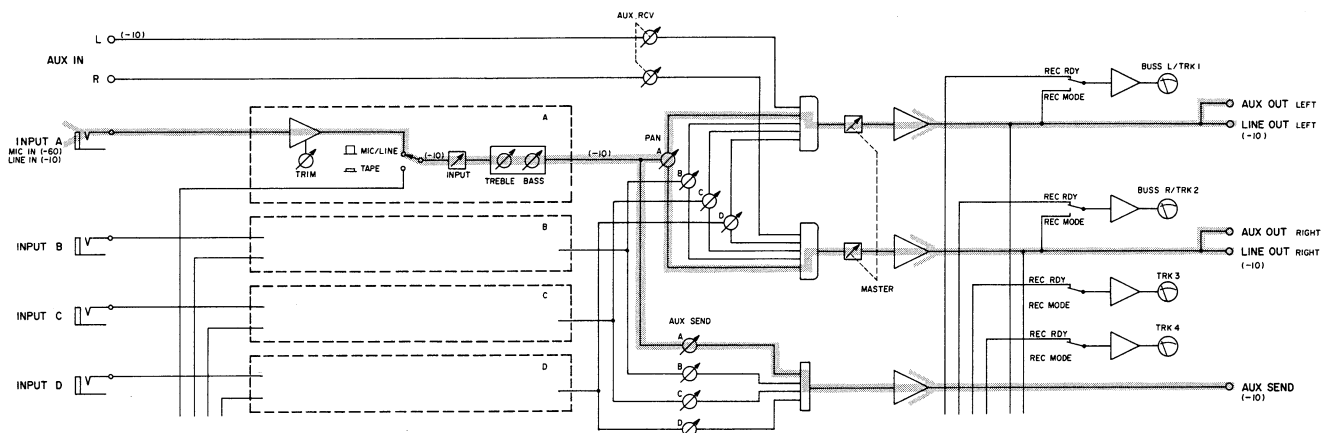 AUX RCV
L (-10)
AUX IN
R
BUSS L/TRK 1
REC RDY
REC MODE
AUX OUT LEFT
LINE OUT LEFT
(-10)
A
INPUT A
MIC IN (-60)
LINE IN (-10)
TRIM
MIC/LINE
TAPE
(-10)
INPUT
TREBLE
BASS
(-10)
PAN
A
B
C
D
BUSS R/TRK 2
REC RDY
REC MODE
AUX OUT RIGHT
LINE OUT RIGHT
(-10)
B
INPUT B
MASTER
TRK 3
REC RDY
REC MODE
C
INPUT C
AUX SEND
A
B
C
D
TRK 4
REC RDY
REC MODE
D
INPUT D
AUX SEND
(-10)